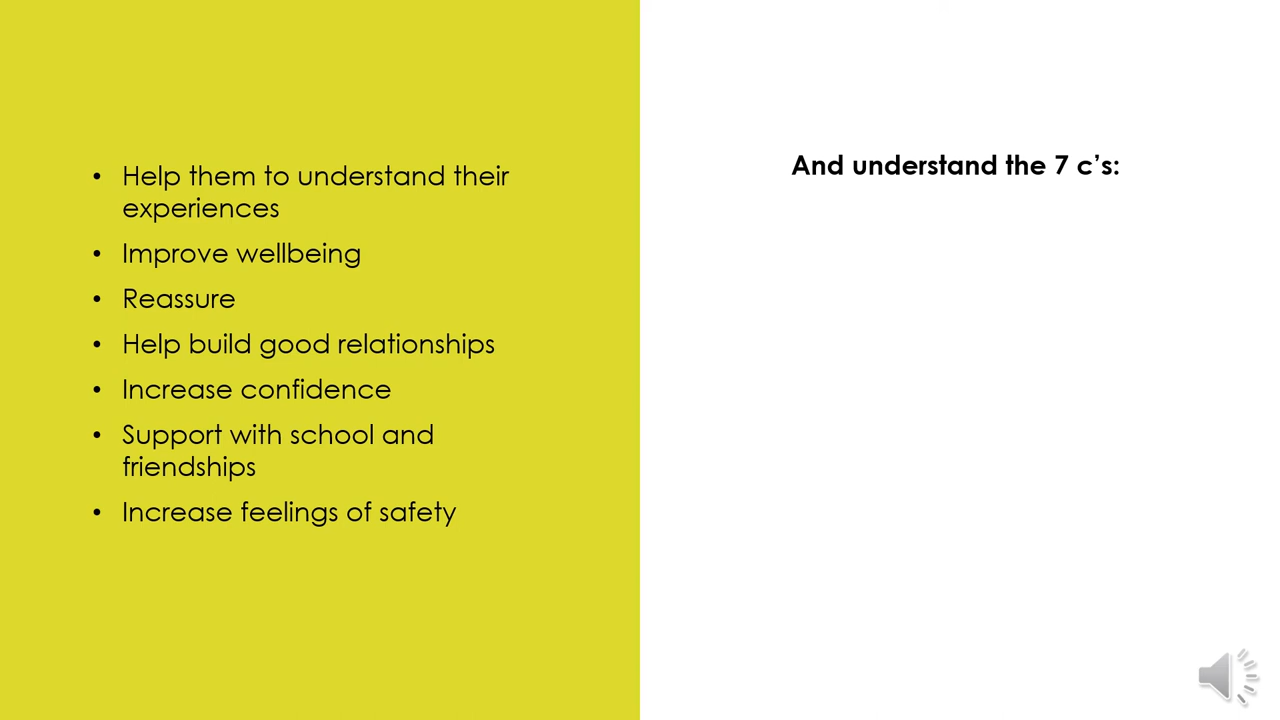 • Help them to understand their
experiences
• Improve wellbeing
• Reassure
• Help build good relationships
• Increase confidence
• Support with school and
friendships
• Increase feelings of safety
And understand the 7 c’s: